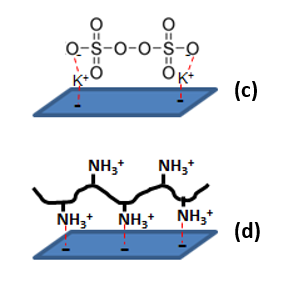 O O
O⁻ S O O S O⁻
O O
K⁺ K⁺
- - (c)
NH₃⁺ NH₃⁺
NH₃⁺ NH₃⁺ NH₃⁺
- - - (d)